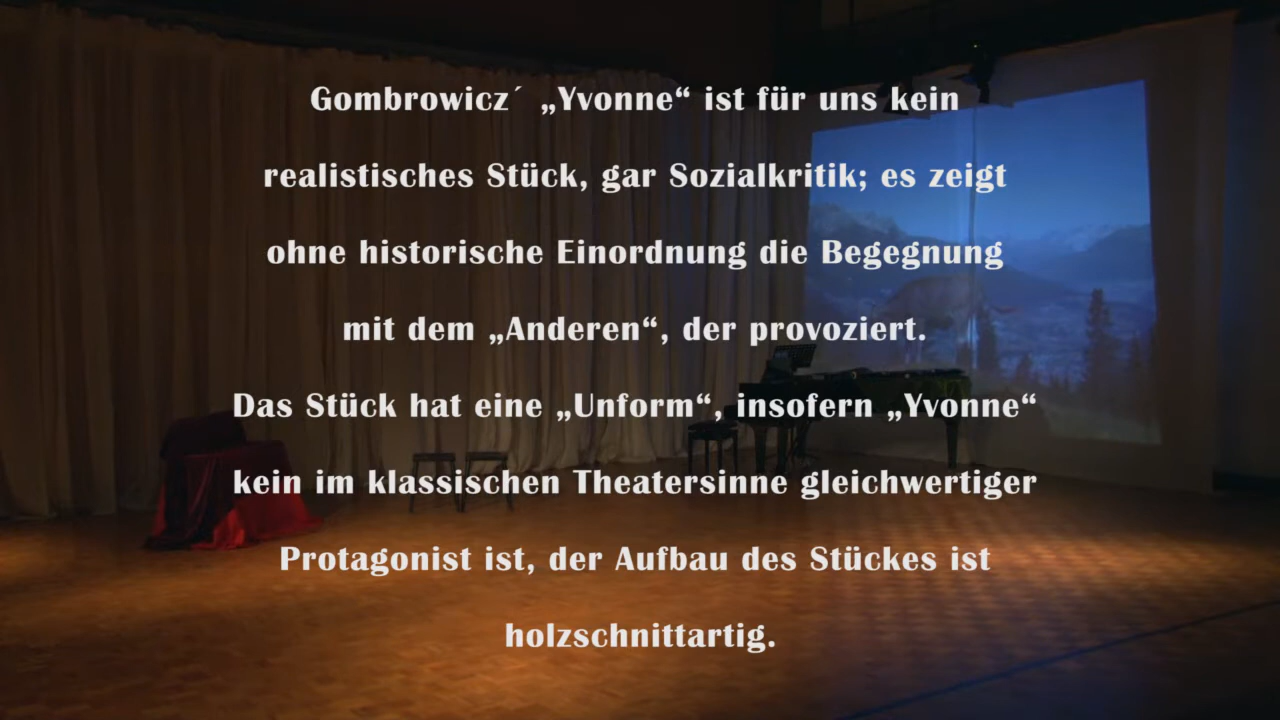 Gombrowicz´ „Yvonne“ ist für uns kein
realistisches Stück, gar Sozialkritik; es zeigt
ohne historische Einordnung die Begegnung
mit dem „Anderen“, der provoziert.
Das Stück hat eine „Unform“, insofern „Yvonne“
kein im klassischen Theatersinne gleichwertiger
Protagonist ist, der Aufbau des Stückes ist
holzschnittartig.